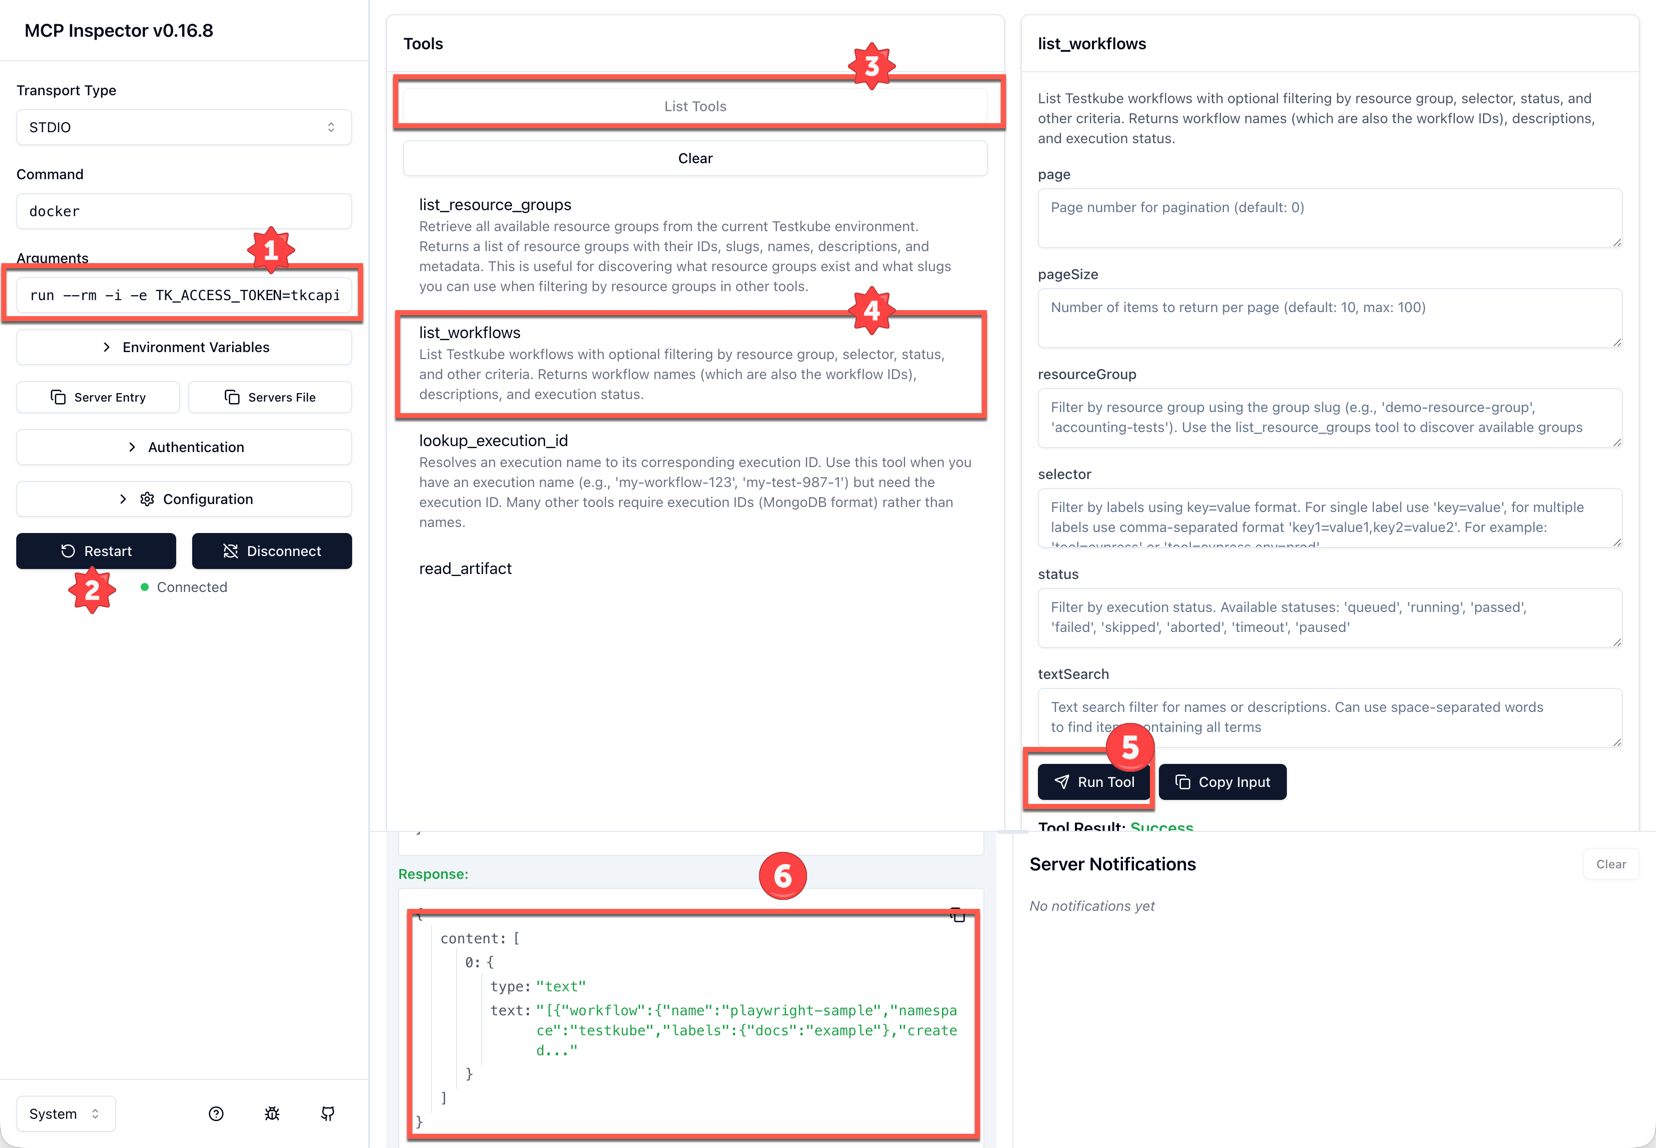 MCP Inspector v0.16.8
Transport Type
STDIO
Command
docker
1
Arguments
run --rm -i -e TK_ACCESS_TOKEN=tkcapi
Environment Variables
Server Entry
Servers File
Authentication
Configuration
Restart
Disconnect
2
Connected
System
Tools
3
List Tools
Clear
list_resource_groups
Retrieve all available resource groups from the current Testkube environment.
Returns a list of resource groups with their IDs, slugs, names, descriptions, and
metadata. This is useful for discovering what resource groups exist and what slugs
you can use when filtering by resource groups in other tools.
4
list_workflows
List Testkube workflows with optional filtering by resource group, selector, status,
and other criteria. Returns workflow names (which are also the workflow IDs),
descriptions, and execution status.
lookup_execution_id
Resolves an execution name to its corresponding execution ID. Use this tool when you
have an execution name (e.g., 'my-workflow-123', 'my-test-987-1') but need the
execution ID. Many other tools require execution IDs (MongoDB format) rather than
names.
read_artifact
list_workflows
List Testkube workflows with optional filtering by resource group, selector, status, and
other criteria. Returns workflow names (which are also the workflow IDs), descriptions,
and execution status.
page
Page number for pagination (default: 0)
pageSize
Number of items to return per page (default: 10, max: 100)
resourceGroup
Filter by resource group using the group slug (e.g., 'demo-resource-group',
'accounting-tests'). Use the list_resource_groups tool to discover available groups
selector
Filter by labels using key=value format. For single label use 'key=value', for multiple
labels use comma-separated format 'key1=value1,key2=value2'. For example:
'tool=cypress' or 'tool=cypress,env=prod'
status
Filter by execution status. Available statuses: 'queued', 'running', 'passed',
'failed', 'skipped', 'aborted', 'timeout', 'paused'
textSearch
Text search filter for names or descriptions. Can use space-separated words
to find containing all terms
5
Run Tool
Copy Input
Tool Result: Success
Response:
6
{
content: [
0: {
type: "text"
text: "[{"workflow":{"name":"playwright-sample","namespa
ce":"testkube","labels":{"docs":"example"},"create
d..."
}
]
}
Server Notifications
Clear
No notifications yet